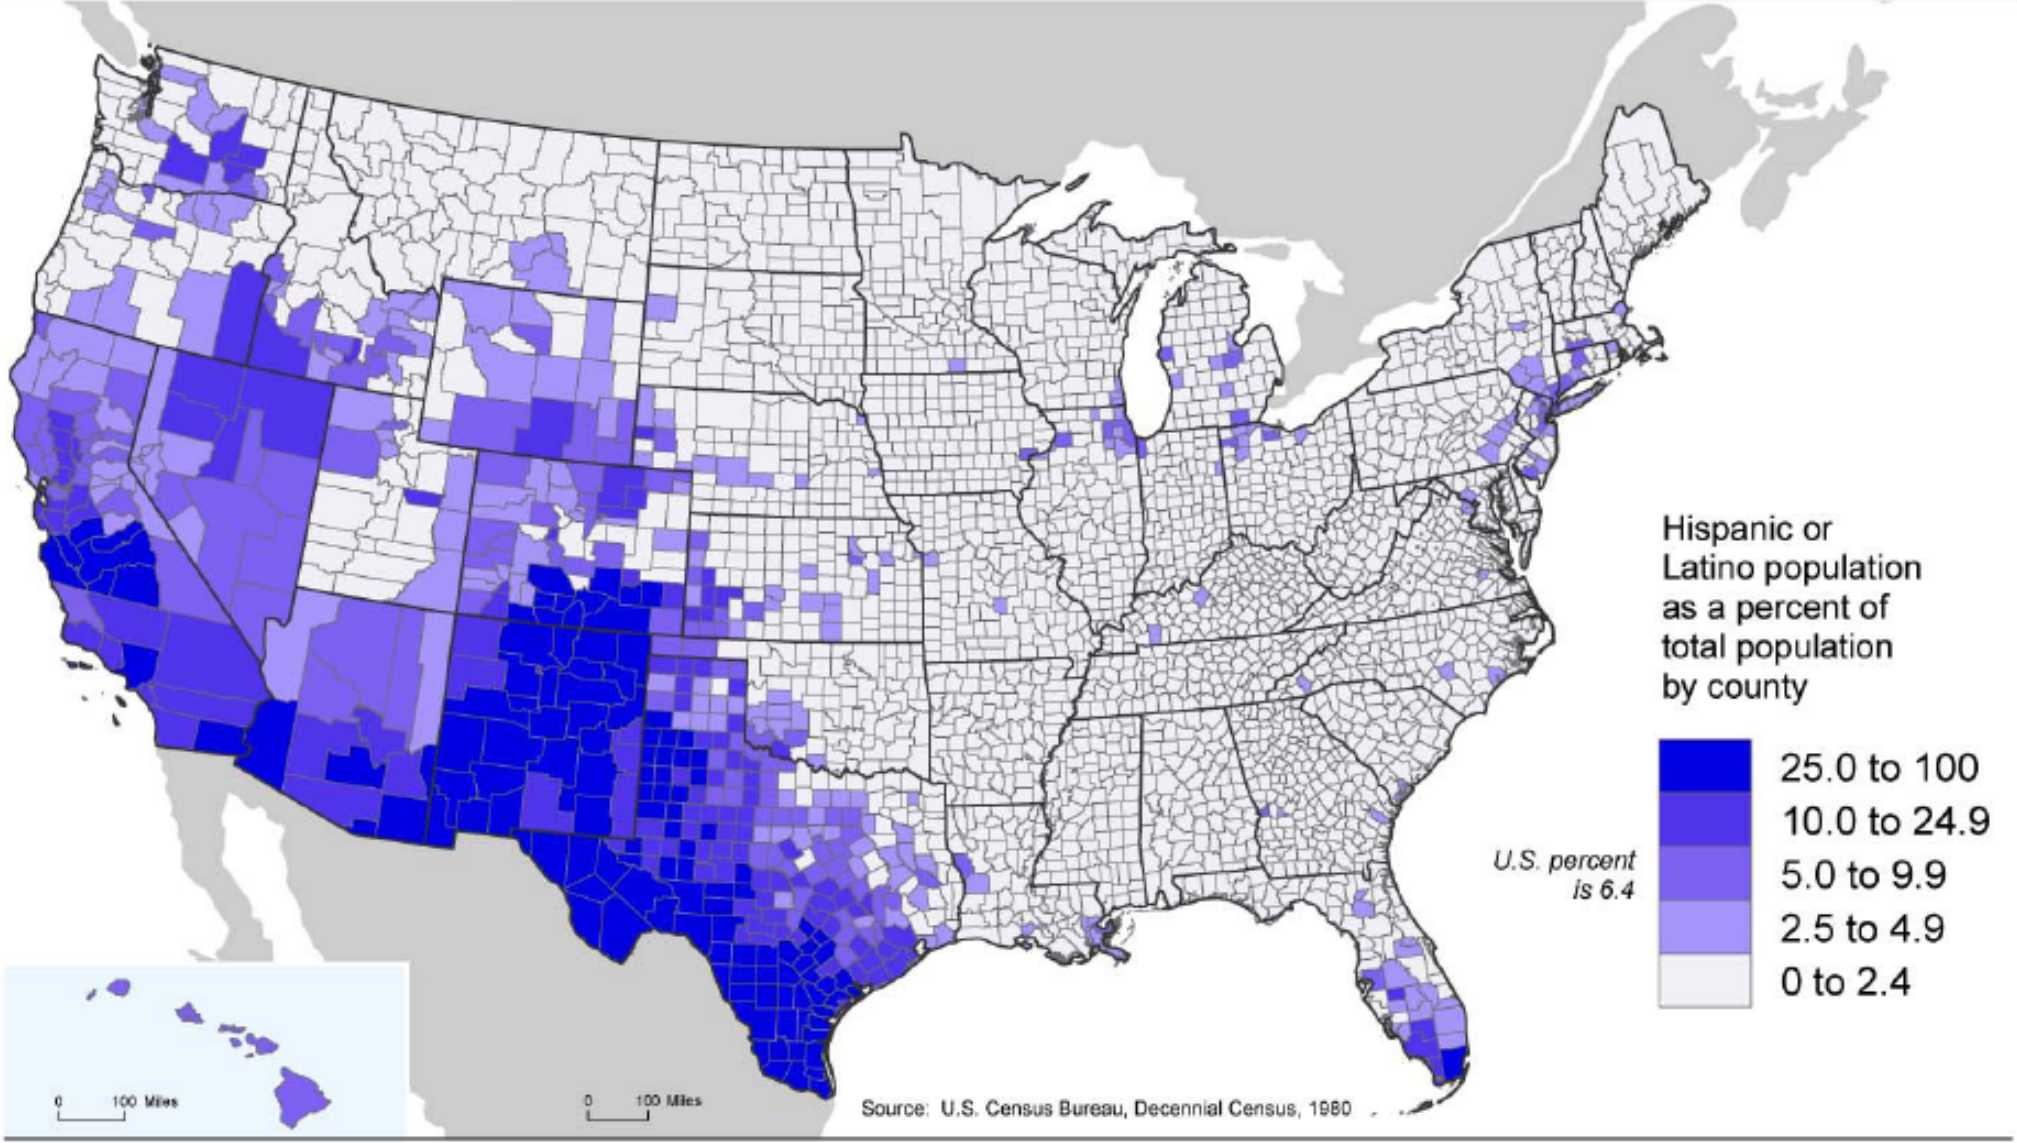 Hispanic or
Latino population
as a percent of
total population
by county
25.0 to 100
10.0 to 24.9
U.S. percent
is 6.4
5.0 to 9.9
2.5 to 4.9
0 to 2.4
0 100 Miles
0 100 Miles
Source: U.S. Census Bureau, Decennial Census, 1980